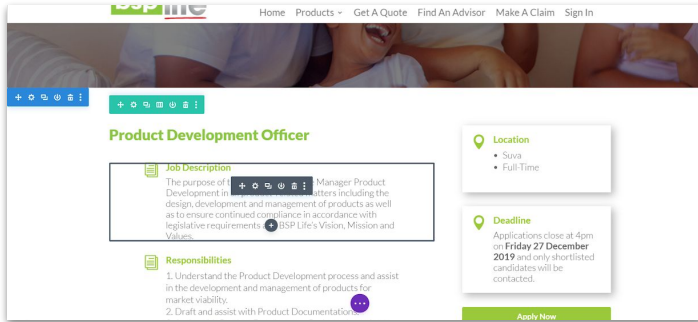 bsp life
Home Products Get A Quote Find An Advisor Make A Claim Sign In
Product Development Officer
Job Description
The purpose of Manager Product
Development in matters including the
design, development and management of products as well
as to ensure continued compliance in accordance with
legislative requirements BSP Life's Vision, Mission and
Values.
Responsibilities
1. Understand the Product Development process and assist
in the development and management of products for
market viability.
2. Draft and assist with Product Documentations.
Location
• Suva
• Full-Time
Deadline
Applications close at 4pm
on Friday 27 December
2019 and only shortlisted
candidates will be
contacted.
Apply Now